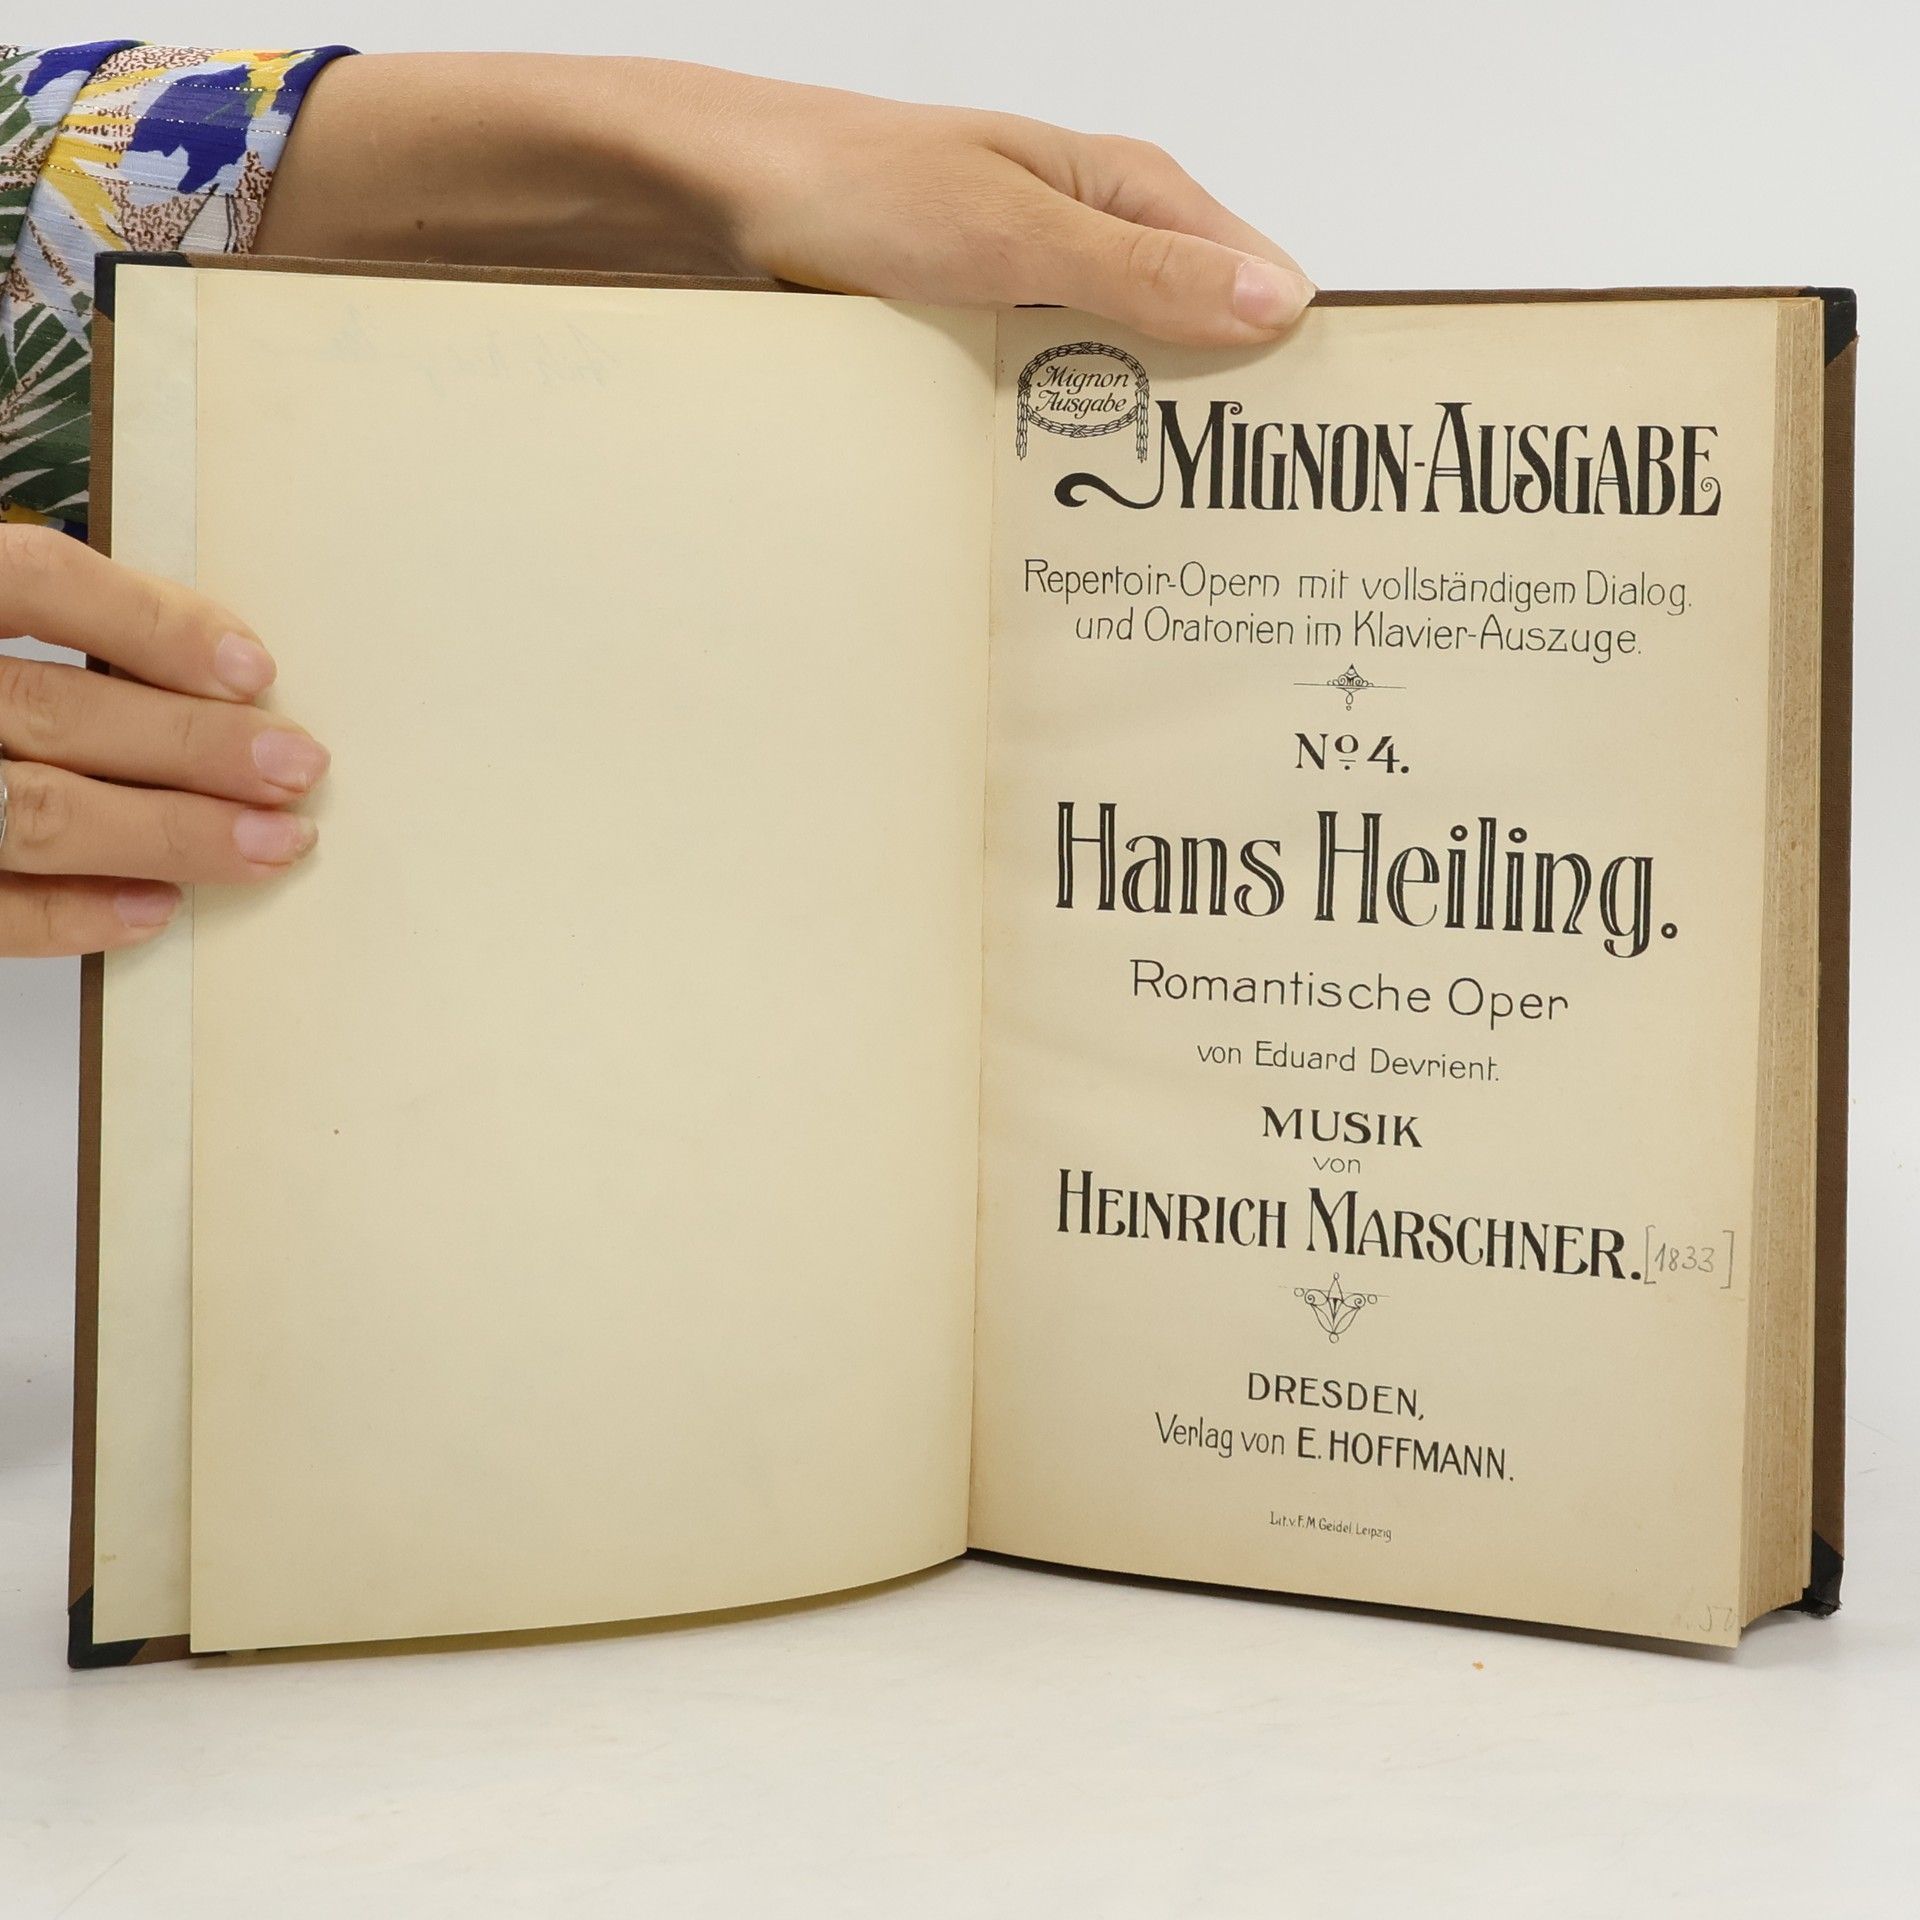 Mignon
Ausgabe
MIGNON-AUSGABE
Repertoir-Opern mit vollständigem Dialog.
und Oratorien im Klavier-Auszuge.
No 4.
Hans Heiling.
Romantische Oper
von Eduard Devrient.
MUSIK
von
HEINRICH MARSCHNER. [1833]
DRESDEN,
Verlag von E. HOFFMANN.
Lit. v. F. M. Geidel, Leipzig